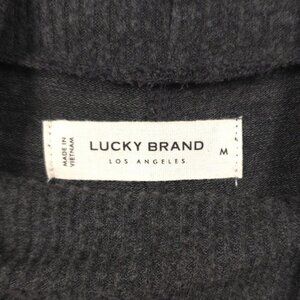 MADE IN
VIETNAM
LUCKY BRAND
LOS ANGELES
M